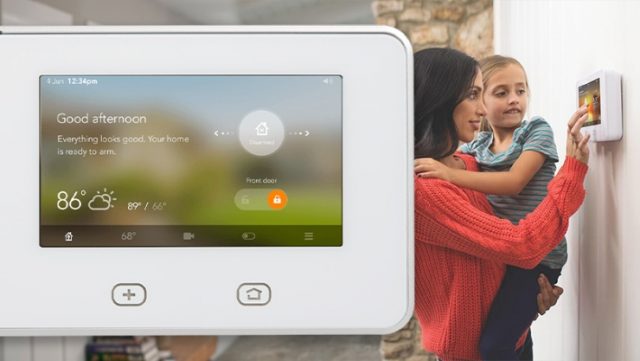 4 Jun 12:34pm
Good afternoon
Everything looks good. Your home
is ready to arm.
Disarmed
Front door
86°
89° / 66°
68°